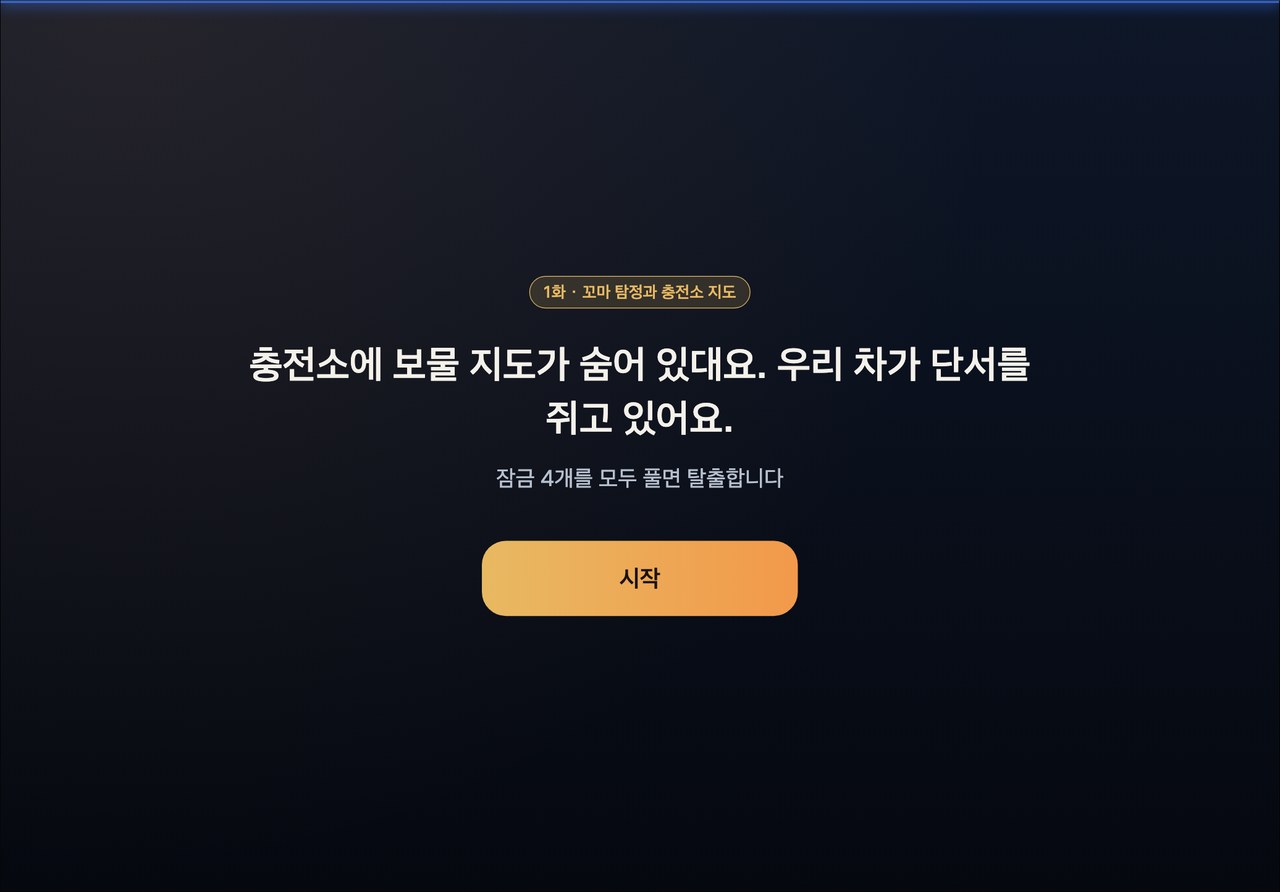 1화 · 꼬마 탐정과 충전소 지도
충전소에 보물 지도가 숨어 있대요. 우리 차가 단서를
쥐고 있어요.
잠금 4개를 모두 풀면 탈출합니다
시작